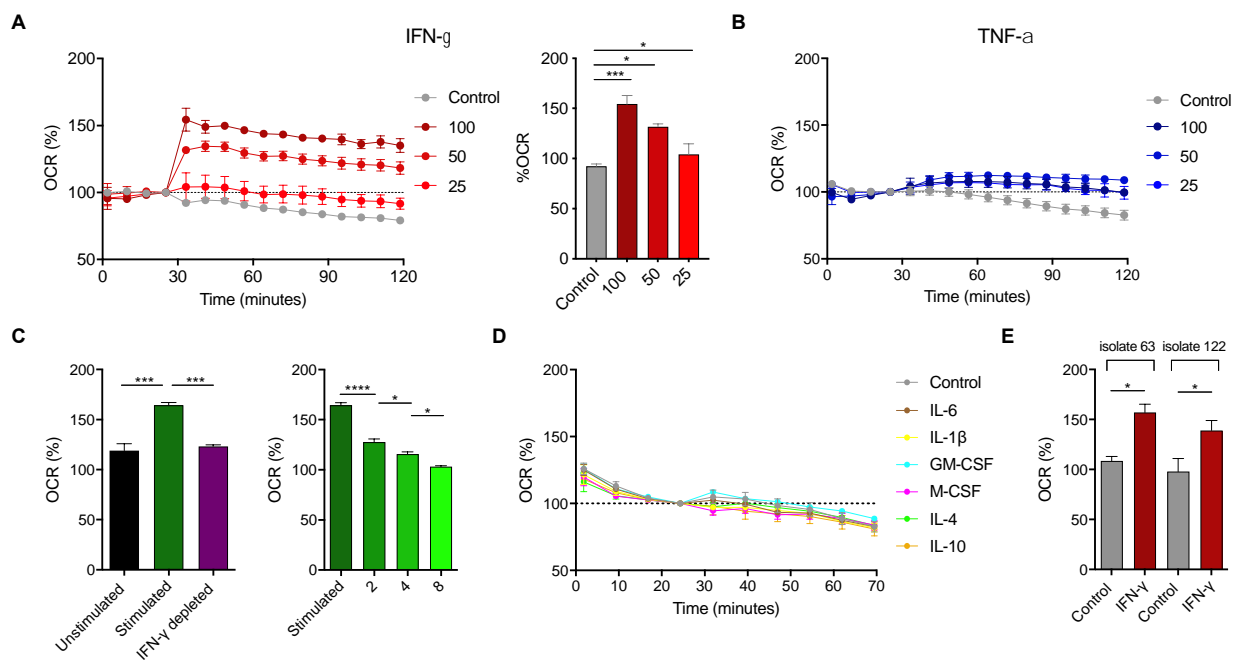 A
IFN-g
OCR (%)
200
150
100
50
0
30
60
90
120
Time (minutes)
Control
100
50
25
%OCR
200
150
100
50
0
*
*
***
Control
100
50
25
B
TNF-a
OCR (%)
200
150
100
50
0
30
60
90
120
Time (minutes)
Control
100
50
25
C
OCR (%)
200
150
100
50
0
***
***
Unstimulated
Stimulated
IFN-γ depleted
OCR (%)
200
150
100
50
0
****
*
*
Stimulated
2
4
8
D
OCR (%)
200
150
100
50
0
10
20
30
40
50
60
70
Time (minutes)
Control
IL-6
IL-1β
GM-CSF
M-CSF
IL-4
IL-10
E
isolate 63
isolate 122
OCR (%)
200
150
100
50
0
*
*
Control
IFN-γ
Control
IFN-γ